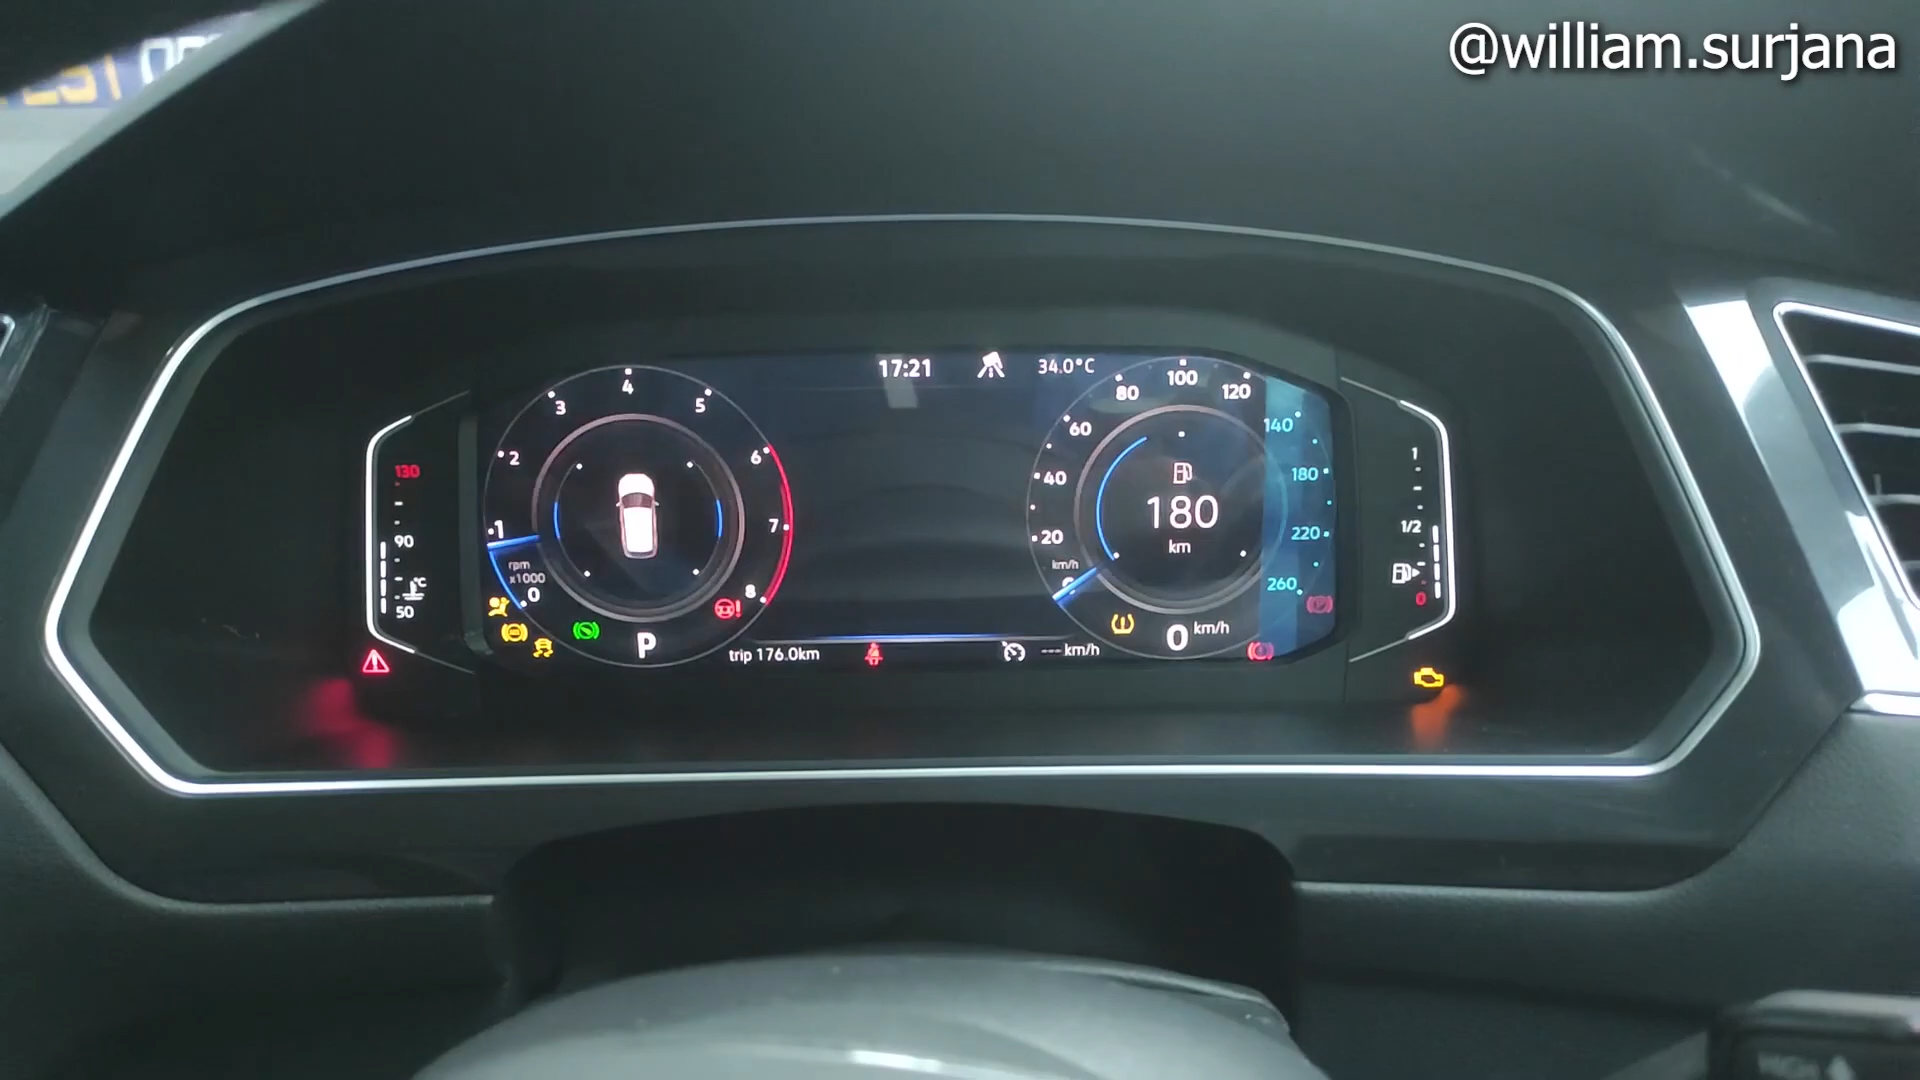 @william.surjana
17:21
34.0°C
1
2
3
4
5
6
7
8
0
rpm
x1000
130
90
50
°C
P
trip 176.0km
--- km/h
20
40
60
80
100
120
140
180
220
260
km/h
180
km
0 km/h
1
1/2
0